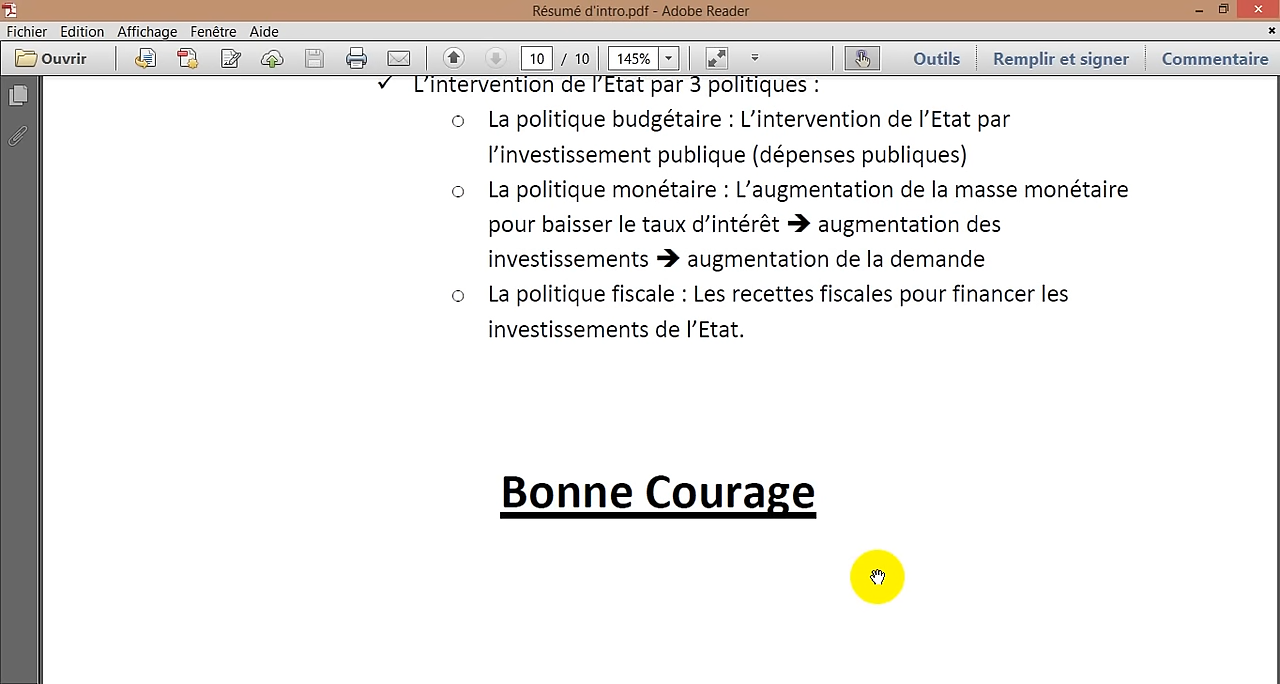 Résumé d'intro.pdf - Adobe Reader
Fichier Edition Affichage Fenêtre Aide
Ouvrir 10 / 10 145% Outils Remplir et signer Commentaire
✓ L'intervention de l'Etat par 3 politiques :
o La politique budgétaire : L'intervention de l'Etat par
l'investissement publique (dépenses publiques)
o La politique monétaire : L'augmentation de la masse monétaire
pour baisser le taux d'intérêt ➔ augmentation des
investissements ➔ augmentation de la demande
o La politique fiscale : Les recettes fiscales pour financer les
investissements de l'Etat.
Bonne Courage